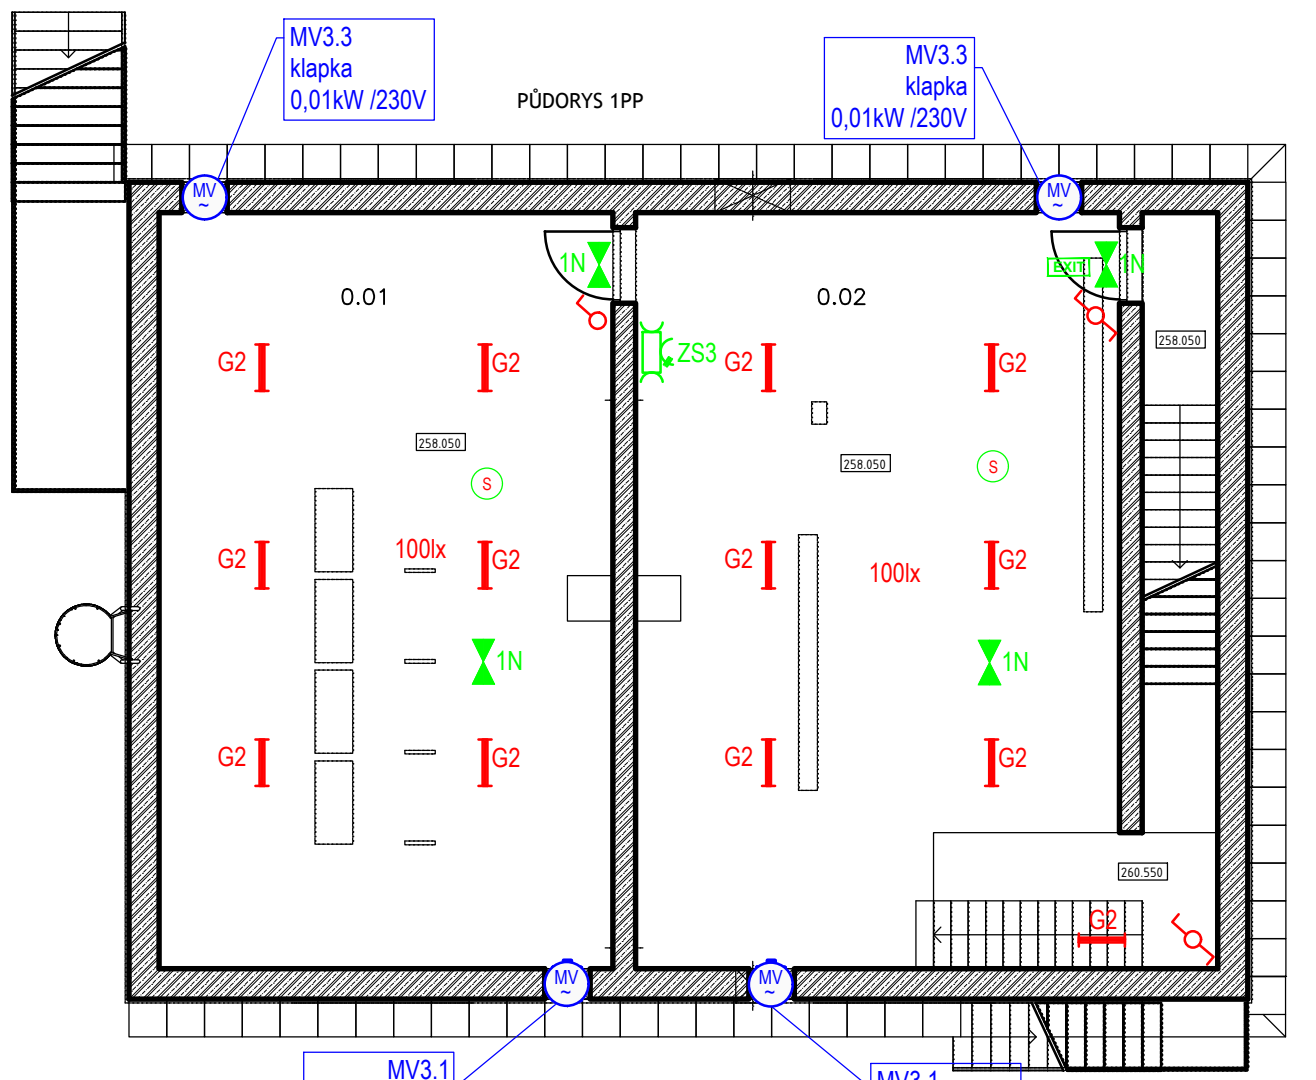 MV3.3
klapka
0,01kW /230V
PŮDORYS 1PP
MV3.3
klapka
0,01kW /230V
MV
~
MV
~
1N
EXIT
1N
0.01
0.02
258.050
G2
G2
ZS3
G2
G2
258.050
258.050
S
S
100lx
G2
G2
G2
100lx
G2
1N
1N
G2
G2
G2
G2
260.550
G2
MV
~
MV
~
MV3.1
MV3.1